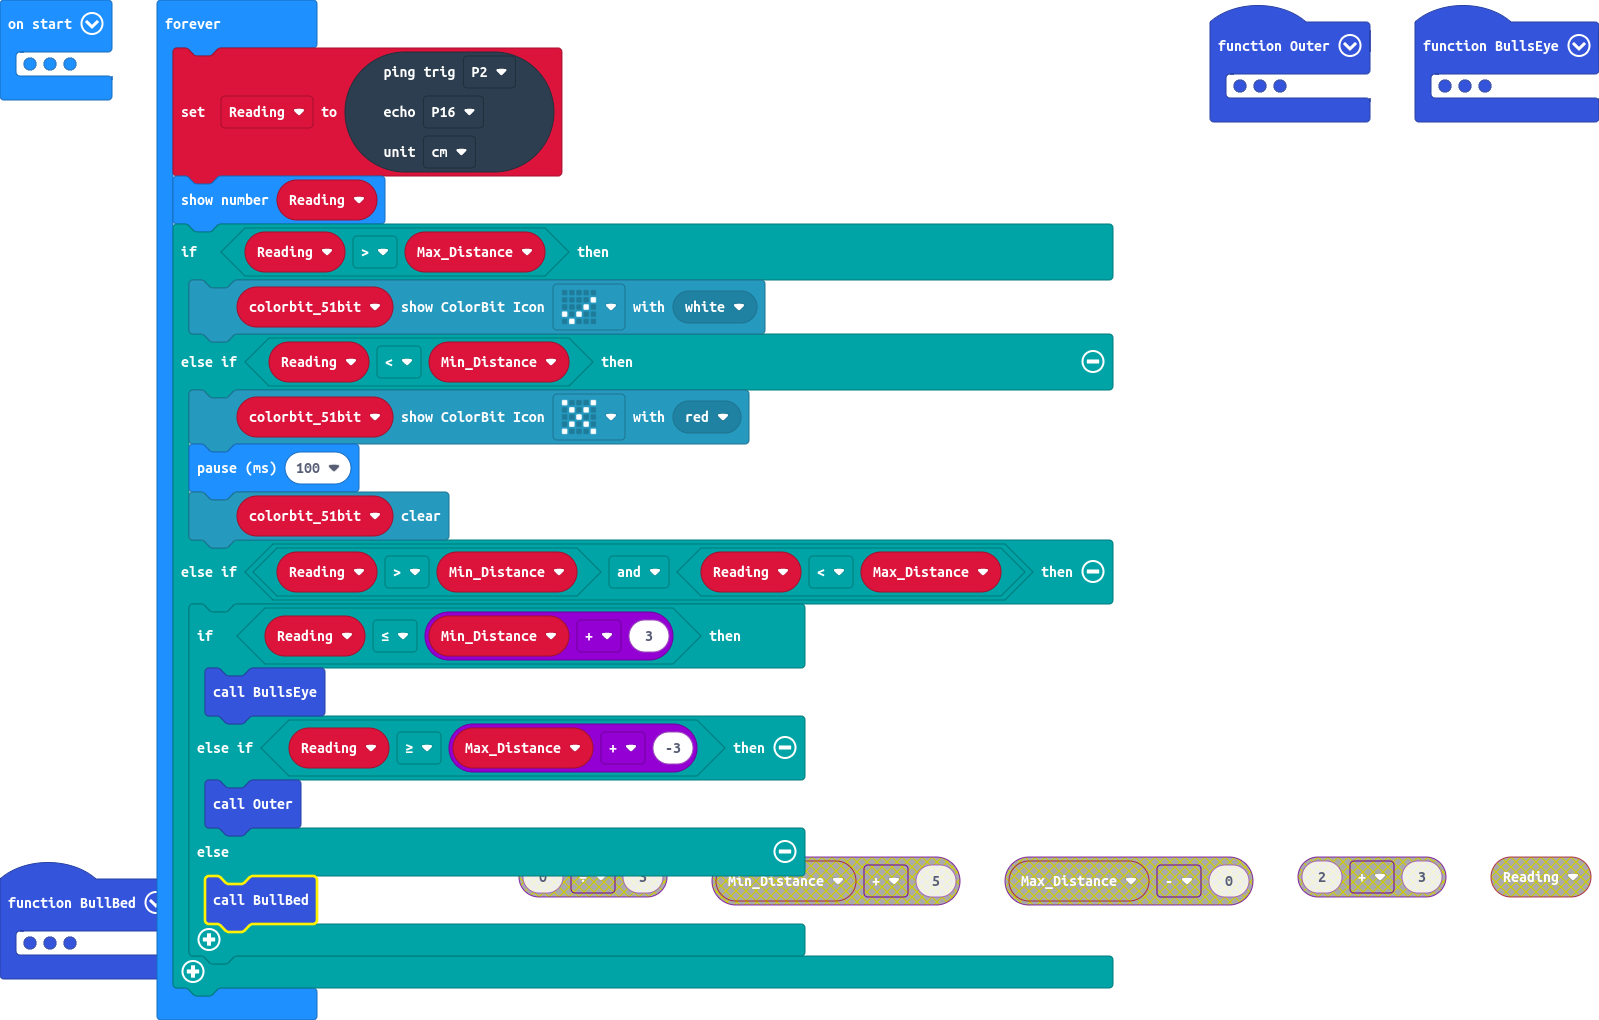 on start
forever
set Reading to ping trig P2
echo P16
unit cm
show number Reading
if Reading > Max_Distance then
colorbit_51bit show ColorBit Icon with white
else if Reading < Min_Distance then
colorbit_51bit show ColorBit Icon with red
pause (ms) 100
colorbit_51bit clear
else if Reading > Min_Distance and Reading < Max_Distance then
if Reading ≤ Min_Distance + 3 then
call BullsEye
else if Reading ≥ Max_Distance + -3 then
call Outer
else
call BullBed
function Outer
function BullsEye
function BullBed
Min_Distance + 5
Max_Distance - 0
2 + 3
Reading